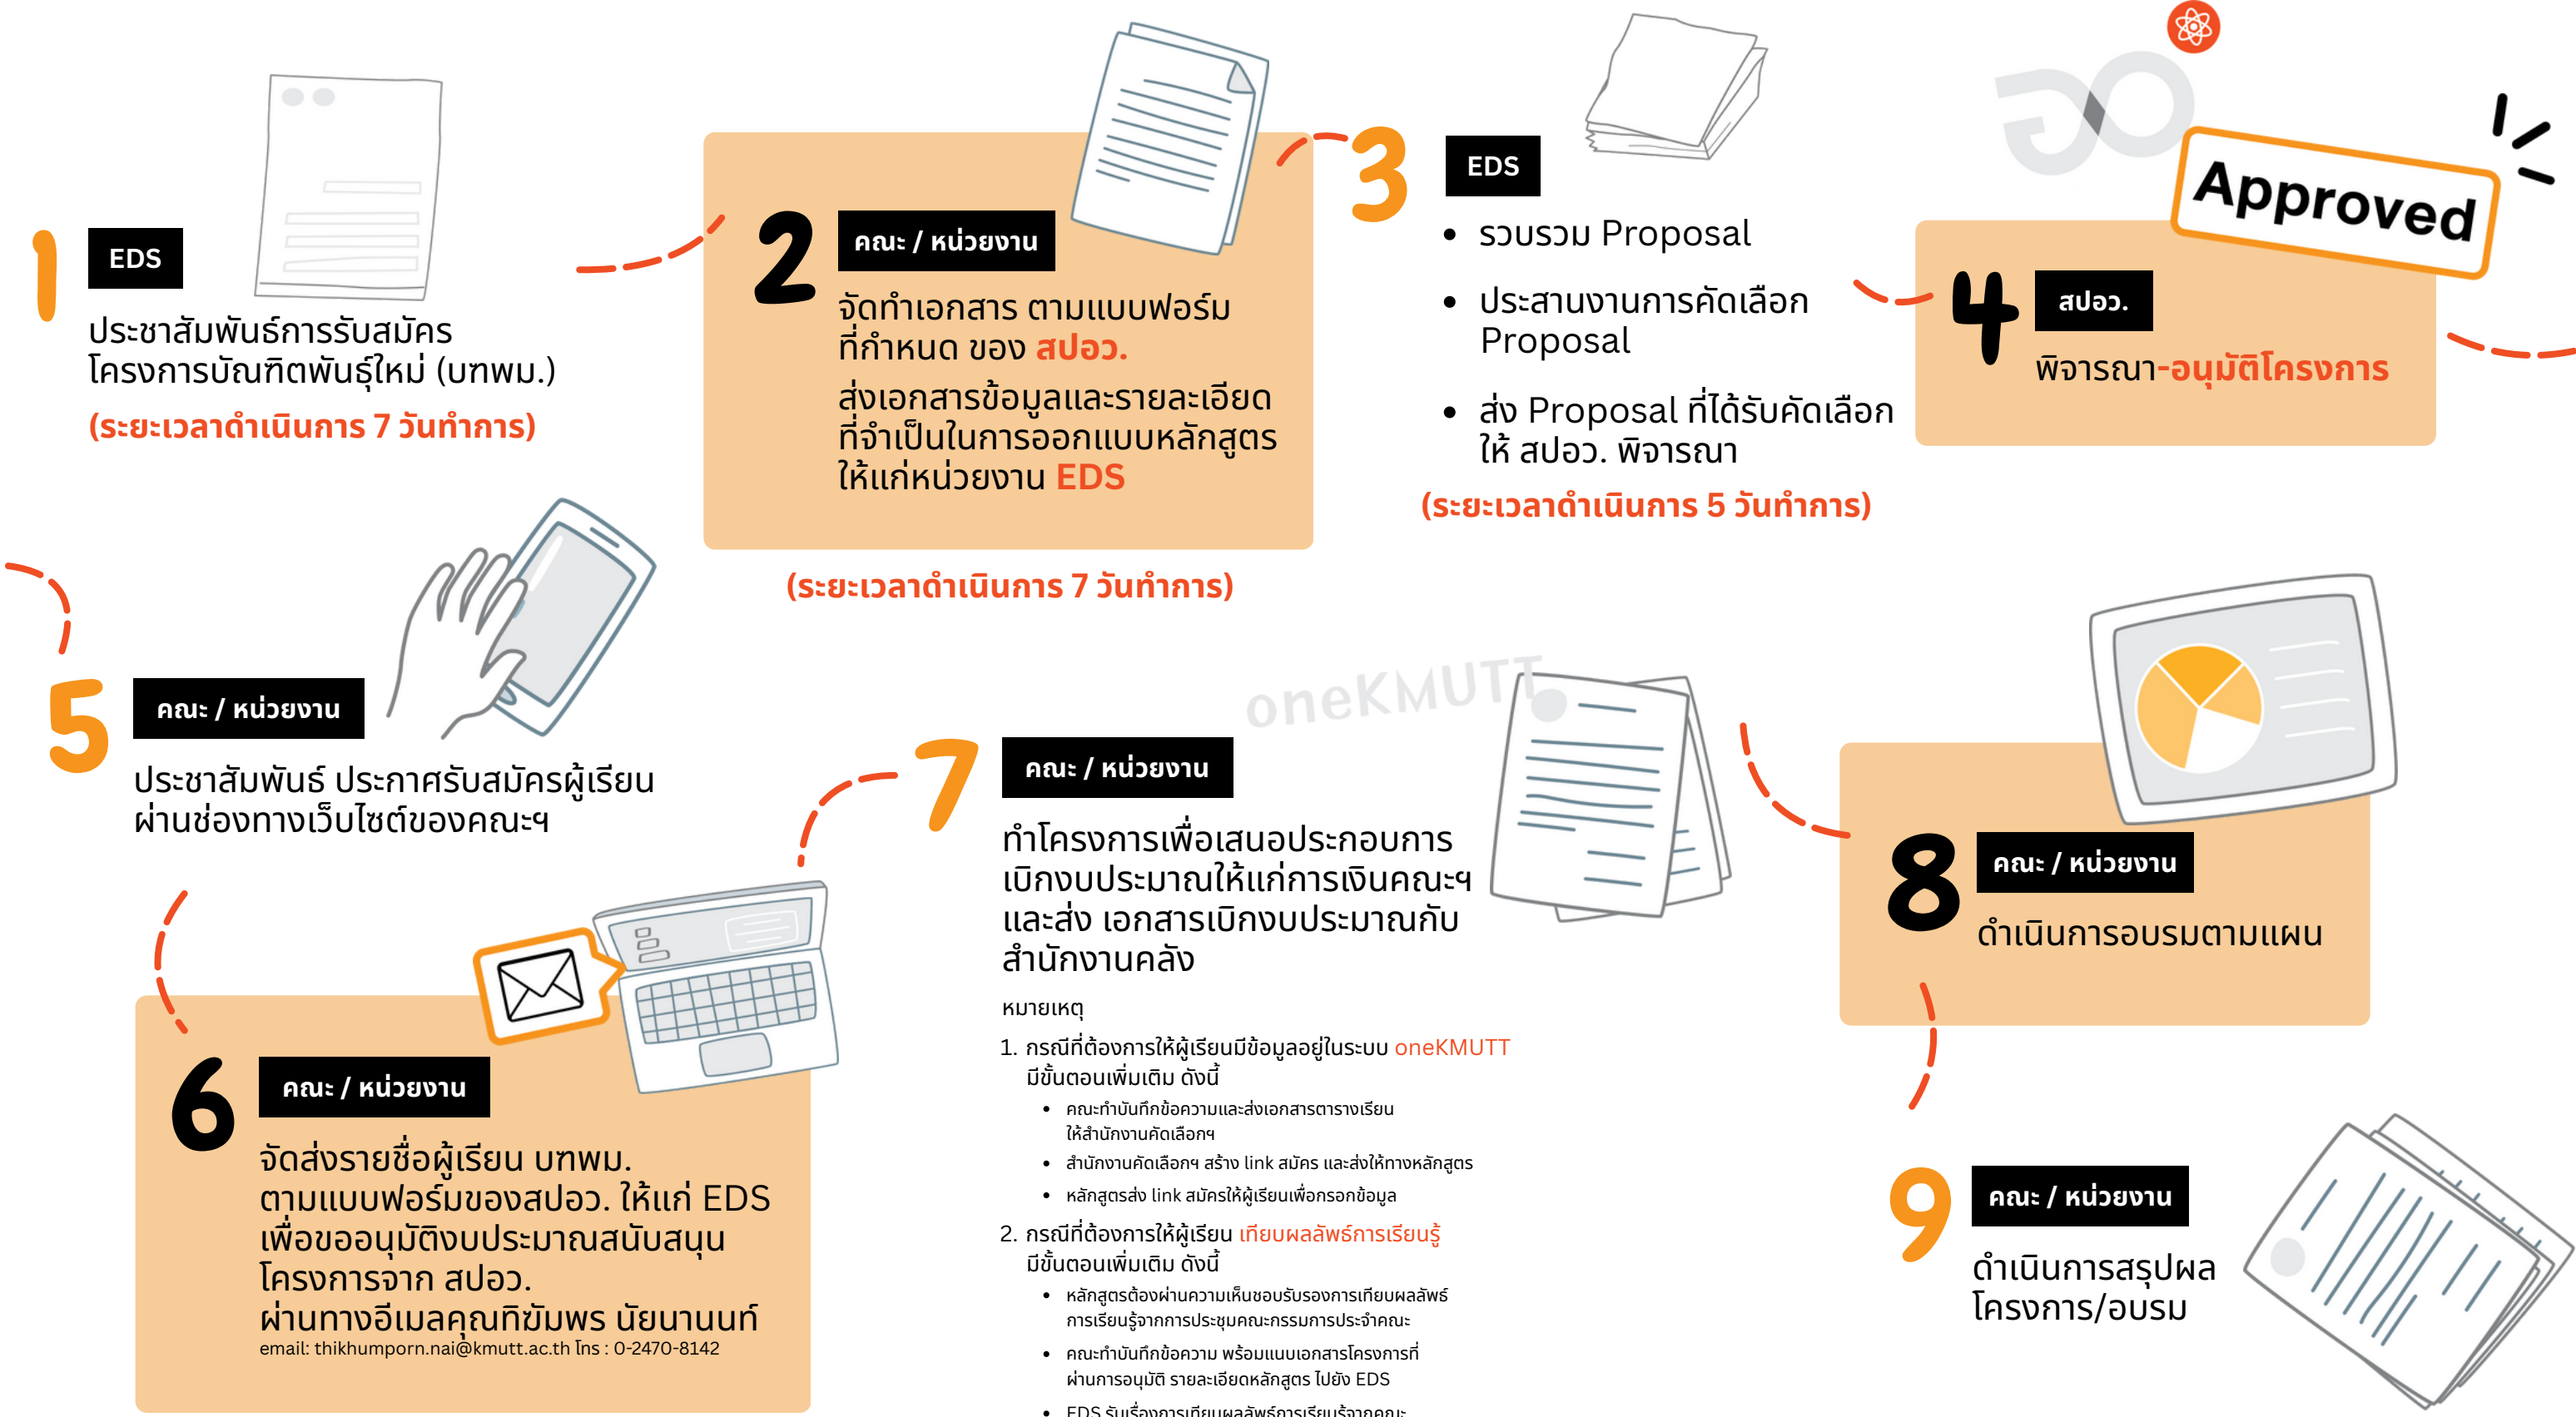 1
EDS
ประชาสัมพันธ์การรับสมัคร
โครงการบัณฑิตพันธุ์ใหม่ (บฑพม.)
(ระยะเวลาดำเนินการ 7 วันทำการ)
2
คณะ / หน่วยงาน
จัดทำเอกสาร ตามแบบฟอร์ม
ที่กำหนด ของ สปอว.
ส่งเอกสารข้อมูลและรายละเอียด
ที่จำเป็นในการออกแบบหลักสูตร
ให้แก่หน่วยงาน EDS
(ระยะเวลาดำเนินการ 7 วันทำการ)
3
EDS
• รวบรวม Proposal
• ประสานงานการคัดเลือก
Proposal
• ส่ง Proposal ที่ได้รับคัดเลือก
ให้ สปอว. พิจารณา
(ระยะเวลาดำเนินการ 5 วันทำการ)
Approved
4
สปอว.
พิจารณา-อนุมัติโครงการ
5
คณะ / หน่วยงาน
ประชาสัมพันธ์ ประกาศรับสมัครผู้เรียน
ผ่านช่องทางเว็บไซต์ของคณะฯ
6
คณะ / หน่วยงาน
จัดส่งรายชื่อผู้เรียน บฑพม.
ตามแบบฟอร์มของสปอว. ให้แก่ EDS
เพื่อขออนุมัติงบประมาณสนับสนุน
โครงการจาก สปอว.
ผ่านทางอีเมลคุณทิฆัมพร นัยนานนท์
email: thikhumporn.nai@kmutt.ac.th โทร : 0-2470-8142
oneKMUTT
7
คณะ / หน่วยงาน
ทำโครงการเพื่อเสนอประกอบการ
เบิกงบประมาณให้แก่การเงินคณะฯ
และส่ง เอกสารเบิกงบประมาณกับ
สำนักงานคลัง
หมายเหตุ
1. กรณีที่ต้องการให้ผู้เรียนมีข้อมูลอยู่ในระบบ oneKMUTT
มีขั้นตอนเพิ่มเติม ดังนี้
• คณะทำบันทึกข้อความและส่งเอกสารตารางเรียน
ให้สำนักงานคัดเลือกฯ
• สำนักงานคัดเลือกฯ สร้าง link สมัคร และส่งให้ทางหลักสูตร
• หลักสูตรส่ง link สมัครให้ผู้เรียนเพื่อกรอกข้อมูล
2. กรณีที่ต้องการให้ผู้เรียน เทียบผลลัพธ์การเรียนรู้
มีขั้นตอนเพิ่มเติม ดังนี้
• หลักสูตรต้องผ่านความเห็นชอบรับรองการเทียบผลลัพธ์
การเรียนรู้จากการประชุมคณะกรรมการประจำคณะ
• คณะทำบันทึกข้อความ พร้อมแนบเอกสารโครงการที่
ผ่านการอนุมัติ รายละเอียดหลักสูตร ไปยัง EDS
• EDS รับเรื่องการเทียบผลลัพธ์การเรียนรู้จากคณะ
8
คณะ / หน่วยงาน
ดำเนินการอบรมตามแผน
9
คณะ / หน่วยงาน
ดำเนินการสรุปผล
โครงการ/อบรม